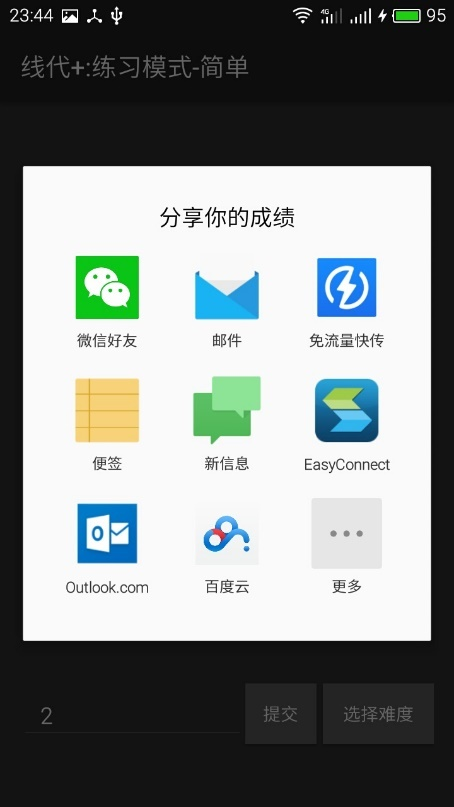 23:44 4G 95
线代+:练习模式-简单
分享你的成绩
微信好友 邮件 免流量快传
便签 新信息 EasyConnect
Outlook.com 百度云 更多
2 提交 选择难度